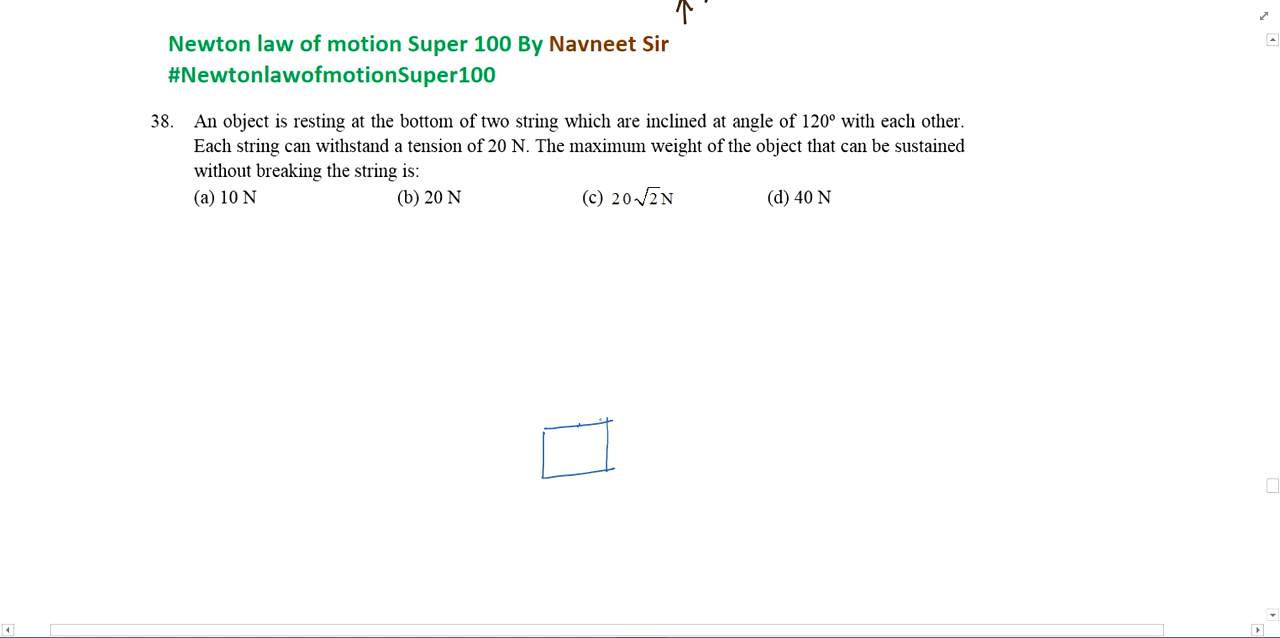 Newton law of motion Super 100 By Navneet Sir
#NewtonlawofmotionSuper100
38. An object is resting at the bottom of two string which are inclined at angle of 120º with each other.
Each string can withstand a tension of 20 N. The maximum weight of the object that can be sustained
without breaking the string is:
(a) 10 N (b) 20 N (c) 20√2N (d) 40 N